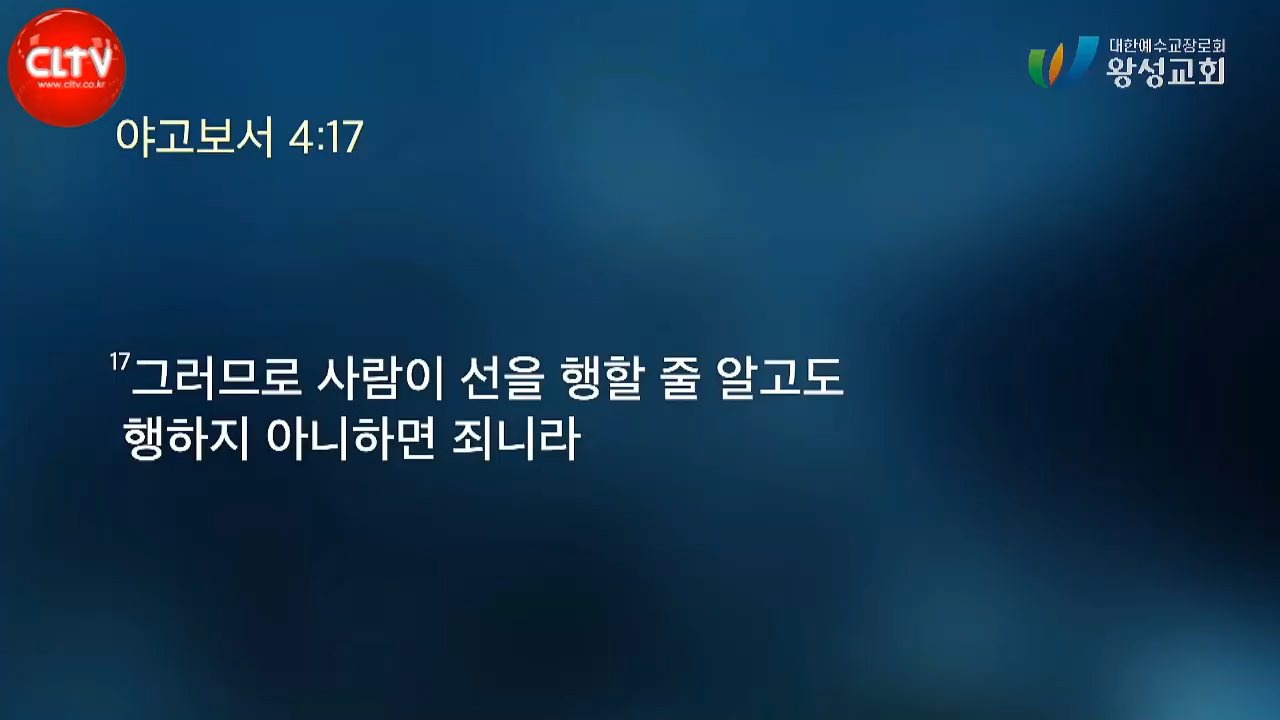 CLTV
www.cltv.co.kr
대한예수교장로회
왕성교회
야고보서 4:17
17그러므로 사람이 선을 행할 줄 알고도
행하지 아니하면 죄니라